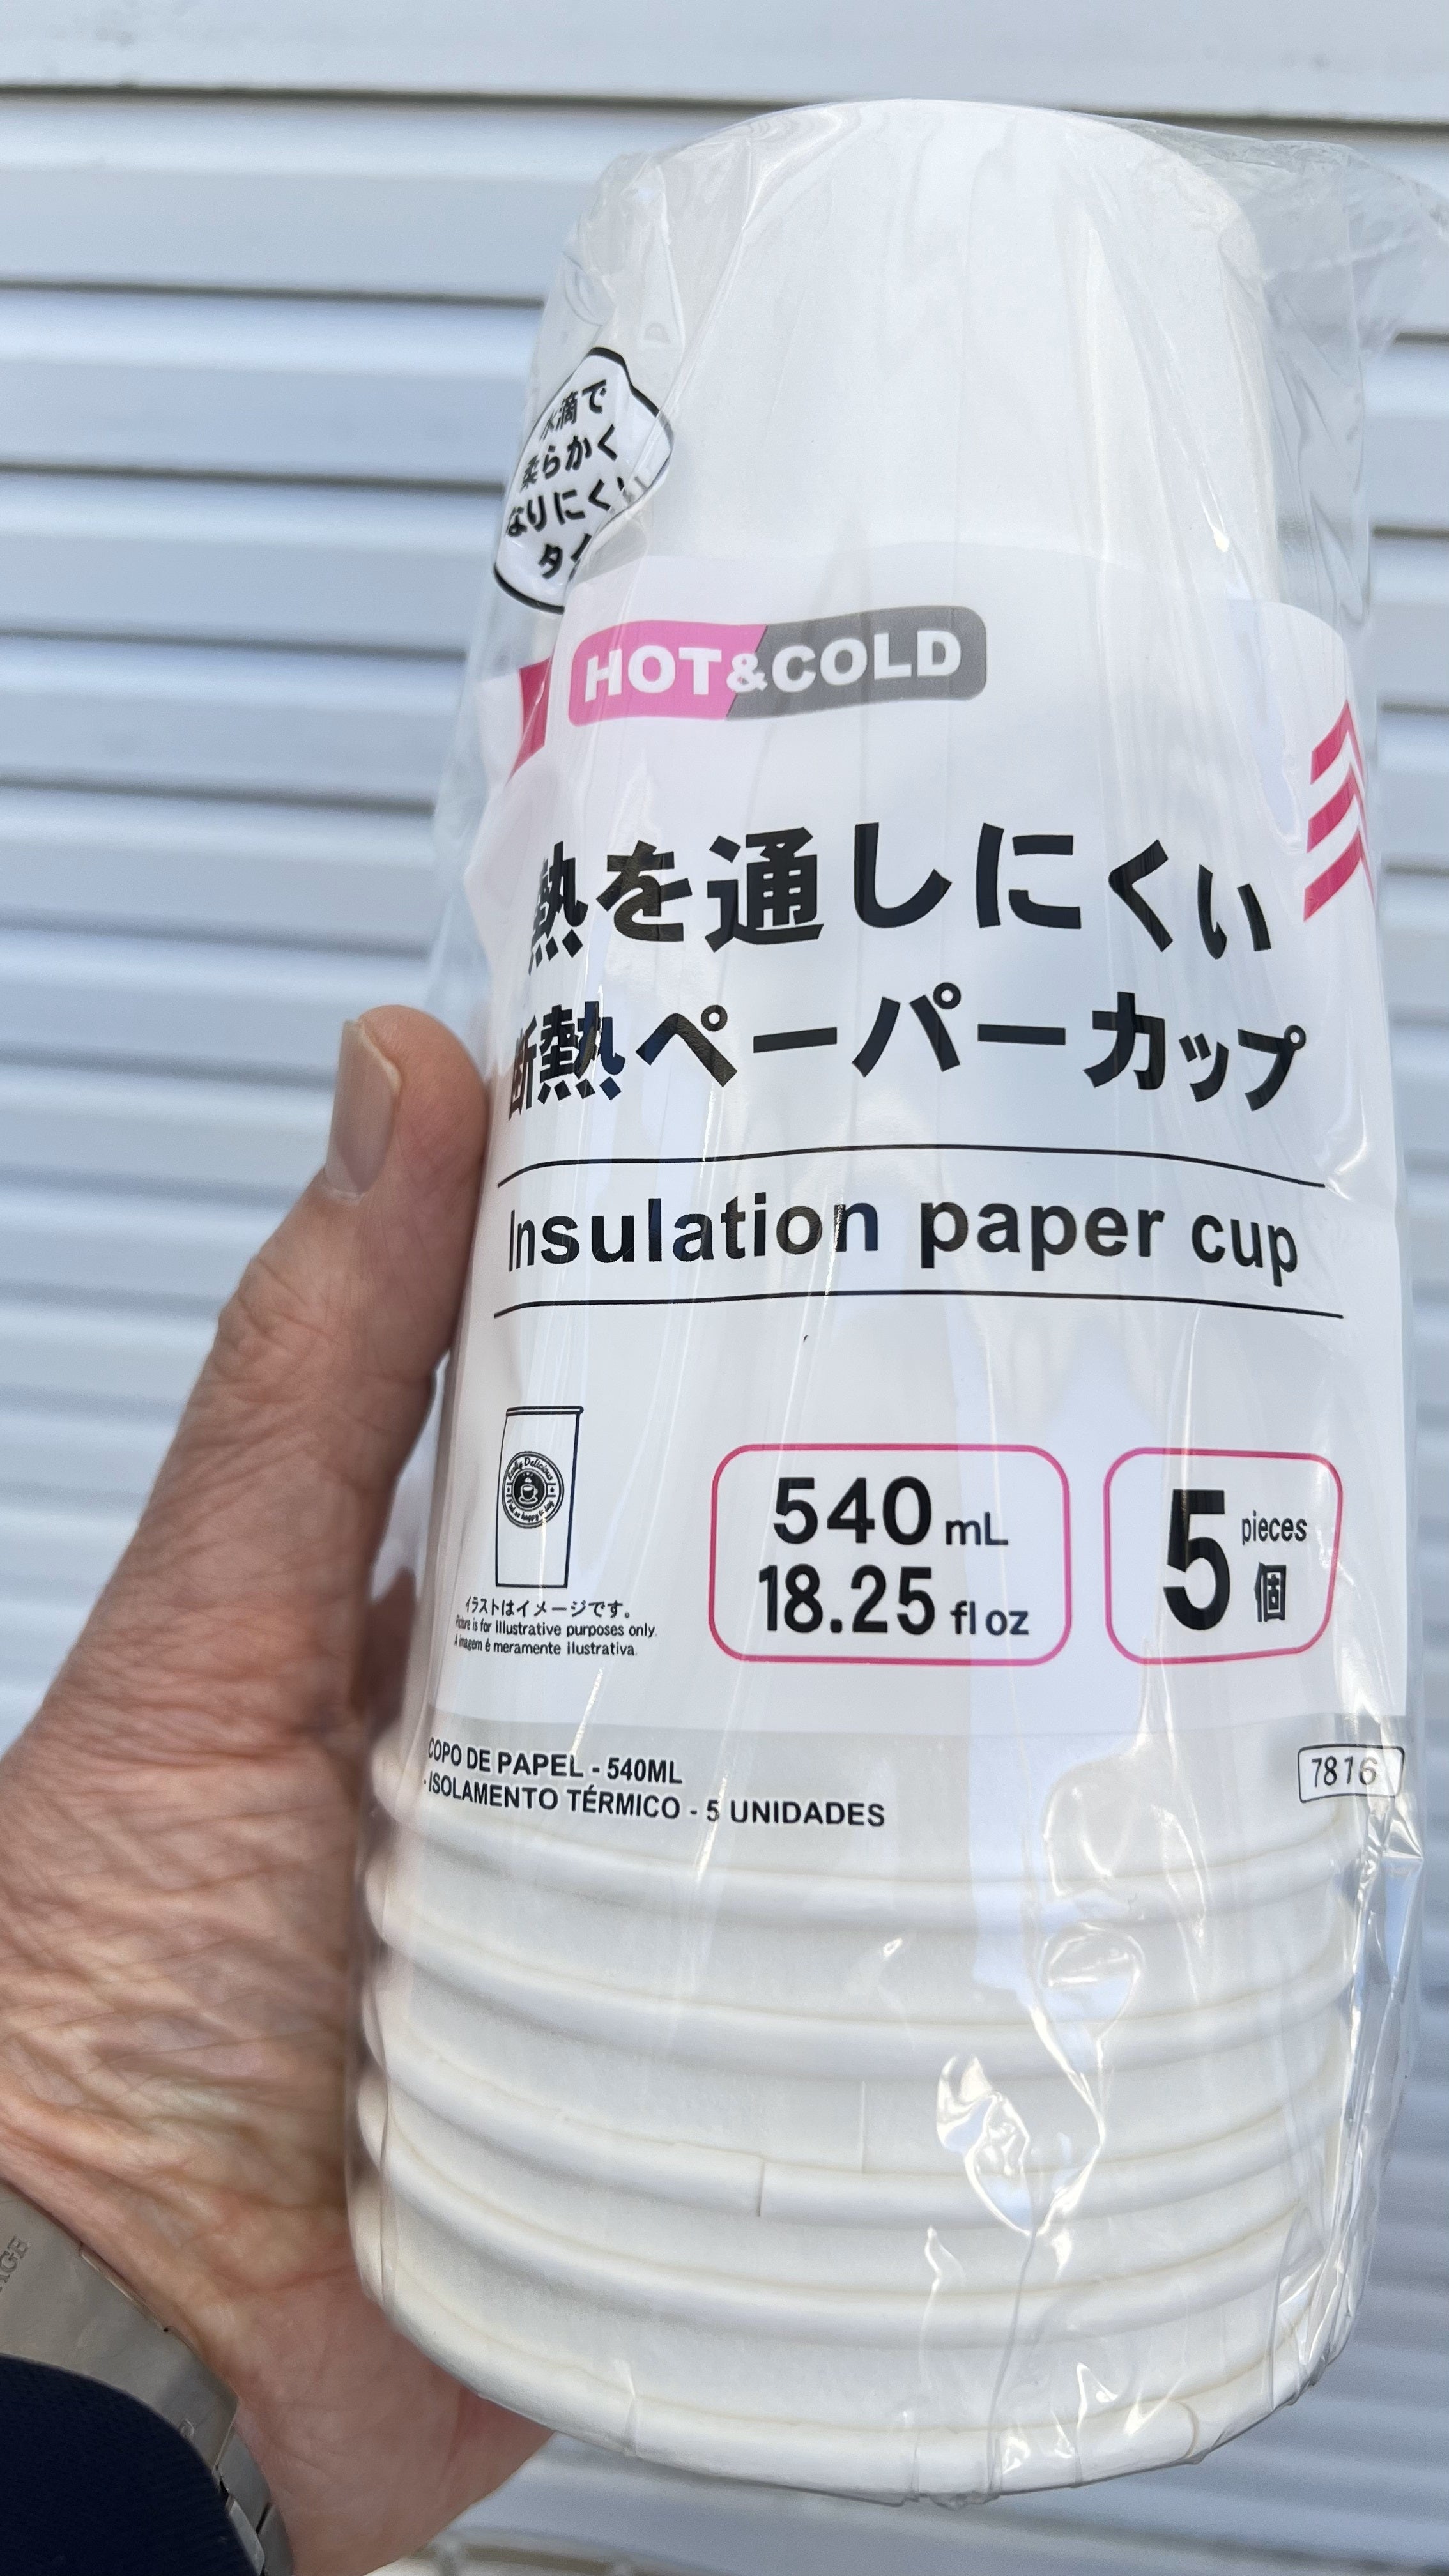 水滴で
柔らかく
なりにくい
HOT&COLD
熱を通しにくい
断熱ペーパーカップ
Insulation paper cup
イラストはイメージです。
Picture is for illustrative purposes only.
A imagem é meramente ilustrativa.
540 mL
18.25 fl oz
5 pieces
個
COPO DE PAPEL - 540ML
- ISOLAMENTO TÉRMICO - 5 UNIDADES
7816